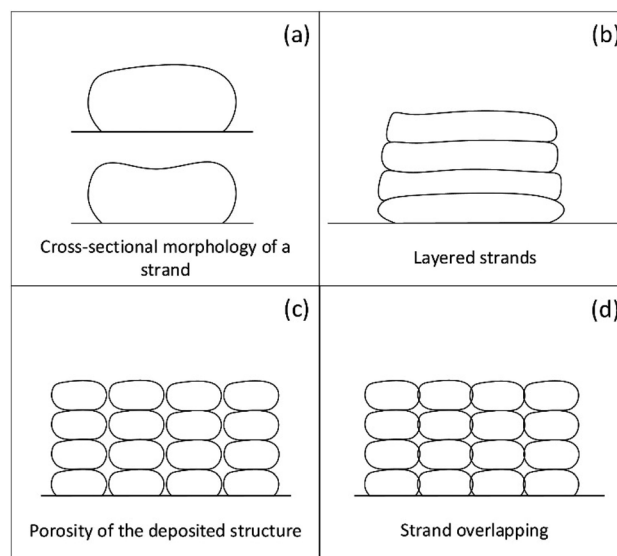 (a)
Cross-sectional morphology of a
strand
(b)
Layered strands
(c)
Porosity of the deposited structure
(d)
Strand overlapping